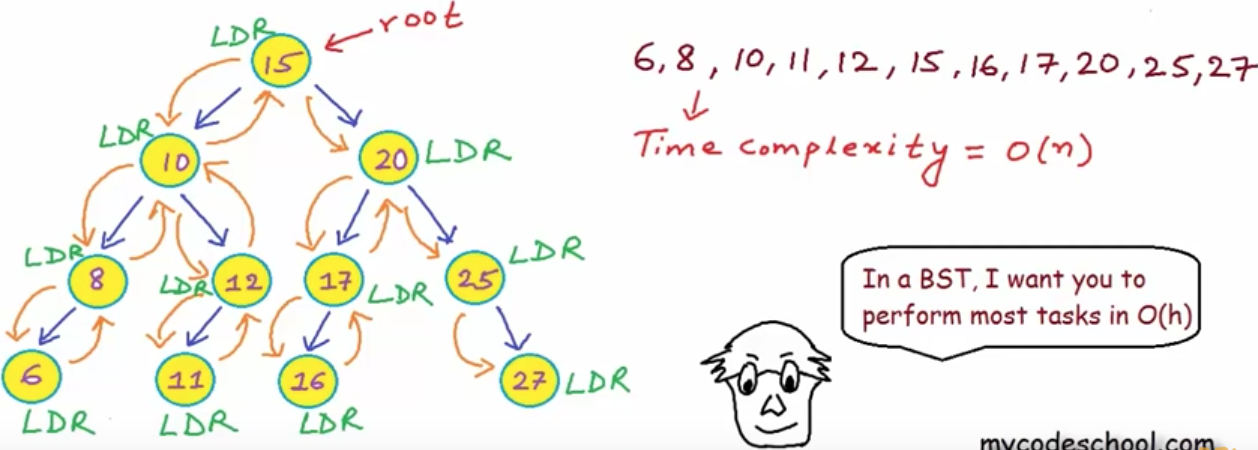 LDR
root
15
LDR
10
20
LDR
LDR
8
LDR
12
17
LDR
25
LDR
6
11
16
27
LDR
LDR
LDR
LDR
6, 8, 10, 11, 12, 15, 16, 17, 20, 25, 27
Time complexity = O(n)
In a BST, I want you to
perform most tasks in O(h)
mycodeschool.com